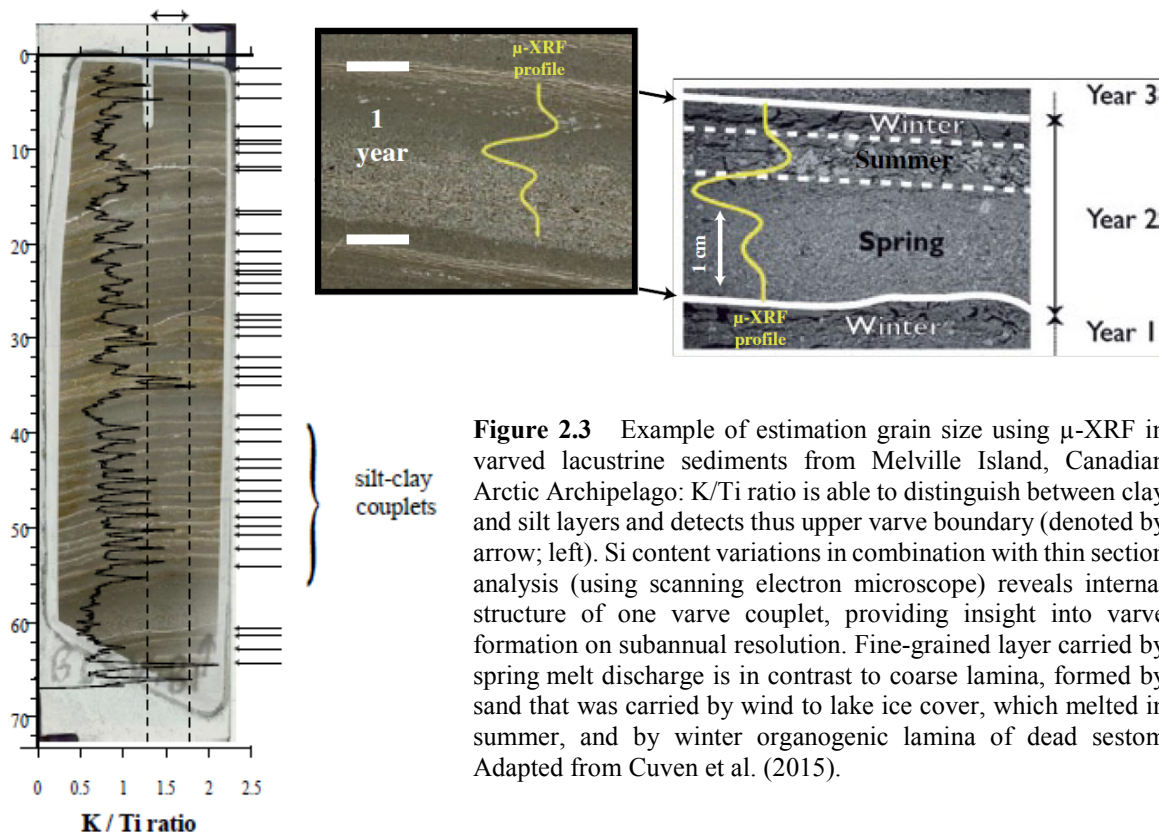 0
10
20
30
40
50
60
70
0 0.5 1 1.5 2 2.5
K / Ti ratio
silt-clay
couplets
µ-XRF
profile
1
year
Winter
Summer
Spring
1 cm
µ-XRF
profile
Winter
Year 3
Year 2
Year 1
Figure 2.3 Example of estimation grain size using µ-XRF in
varved lacustrine sediments from Melville Island, Canadian
Arctic Archipelago: K/Ti ratio is able to distinguish between clay
and silt layers and detects thus upper varve boundary (denoted by
arrow; left). Si content variations in combination with thin section
analysis (using scanning electron microscope) reveals interna
structure of one varve couplet, providing insight into varve
formation on subannual resolution. Fine-grained layer carried by
spring melt discharge is in contrast to coarse lamina, formed by
sand that was carried by wind to lake ice cover, which melted in
summer, and by winter organogenic lamina of dead seston
Adapted from Cuven et al. (2015).